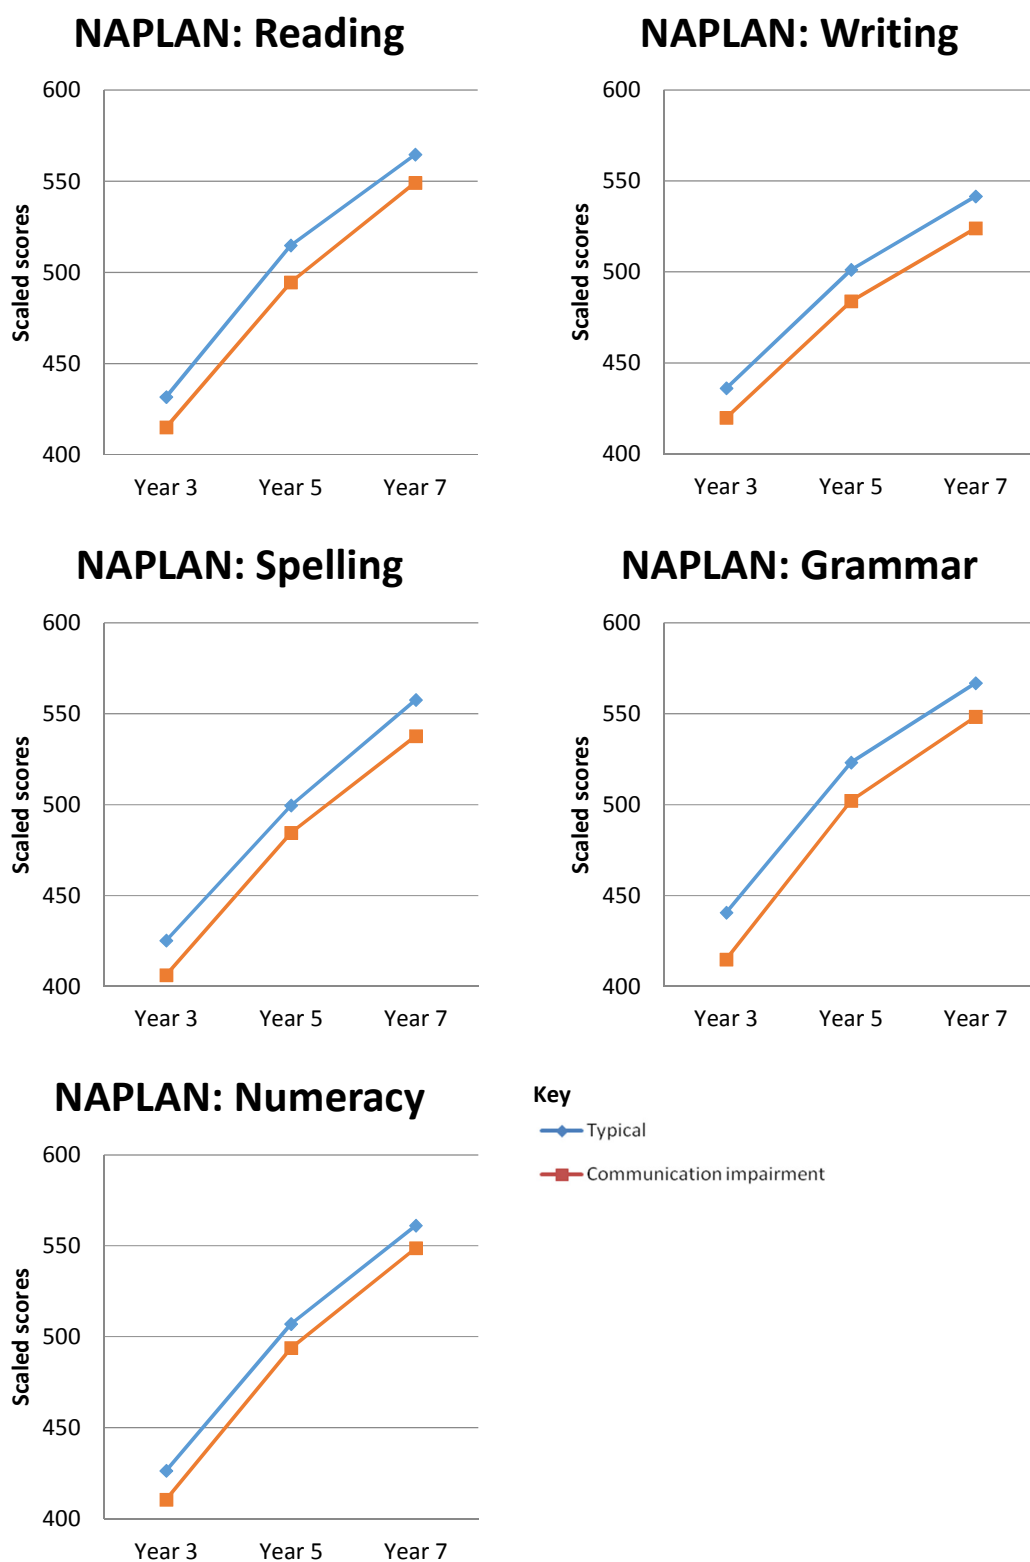 NAPLAN: Reading
600
550
500
450
400
Scaled scores
Year 3 Year 5 Year 7
NAPLAN: Writing
600
550
500
450
400
Scaled scores
Year 3 Year 5 Year 7
NAPLAN: Spelling
600
550
500
450
400
Scaled scores
Year 3 Year 5 Year 7
NAPLAN: Grammar
600
550
500
450
400
Scaled scores
Year 3 Year 5 Year 7
NAPLAN: Numeracy
600
550
500
450
400
Scaled scores
Year 3 Year 5 Year 7
Key
Typical
Communication impairment